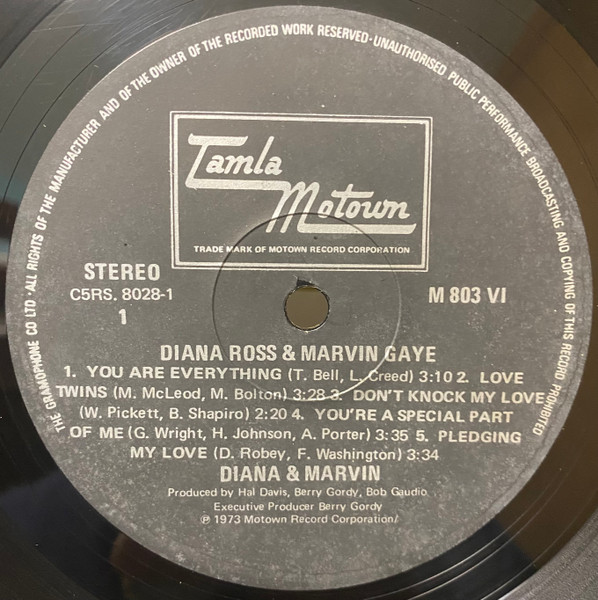 THE GRAMOPHONE CO LTD · ALL RIGHTS OF THE MANUFACTURER AND OF THE OWNER OF THE RECORDED WORK RESERVED · UNAUTHORISED PUBLIC PERFORMANCE BROADCASTING AND COPYING OF THIS RECORD PROHIBITED
Tamla
Motown
TRADE MARK OF MOTOWN RECORD CORPORATION
STEREO
C5RS. 8028-1
1
M 803 VI
DIANA ROSS & MARVIN GAYE
1. YOU ARE EVERYTHING (T. Bell, L. Creed) 3:10 2. LOVE
TWINS (M. McLeod, M. Bolton) 3:28 3. DON'T KNOCK MY LOVE
(W. Pickett, B. Shapiro) 2:20 4. YOU'RE A SPECIAL PART
OF ME (G. Wright, H. Johnson, A. Porter) 3:35 5. PLEDGING
MY LOVE (D. Robey, F. Washington) 3:34
DIANA & MARVIN
Produced by Hal Davis, Berry Gordy, Bob Gaudio
Executive Producer Berry Gordy
℗ 1973 Motown Record Corporation/